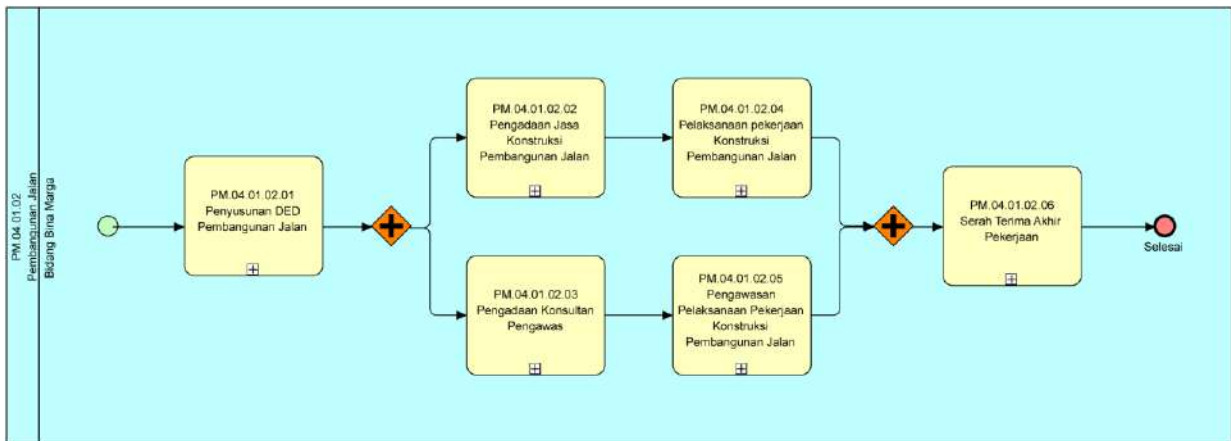 PM.04.01.02
Pembangunan Jalan
Bidang Bina Marga
PM.04.01.02.01
Penyusunan DED
Pembangunan Jalan
PM.04.01.02.02
Pengadaan Jasa
Konstruksi
Pembangunan Jalan
PM.04.01.02.04
Pelaksanaan pekerjaan
Konstruksi
Pembangunan Jalan
PM.04.01.02.03
Pengadaan Konsultan
Pengawas
PM.04.01.02.05
Pengawasan
Pelaksanaan Pekerjaan
Konstruksi
Pembangunan Jalan
PM.04.01.02.06
Serah Terima Akhir
Pekerjaan
Selesai